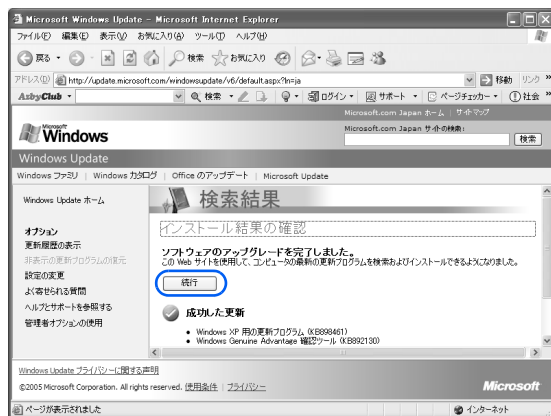 Microsoft Windows Update - Microsoft Internet Explorer
ファイル(F) 編集(E) 表示(V) お気に入り(A) ツール(T) ヘルプ(H)
戻る 検索 お気に入り
アドレス(D) http://update.microsoft.com/windowsupdate/v6/default.aspx?ln=ja 移動 リンク »
AzbyClub 検索 ログイン サポート ページチェッカー 社会 »
Microsoft.com Japan ホーム | サイトマップ
Microsoft Windows
Microsoft.com Japan サイトの検索:
検索
Windows Update
Windows ファミリ | Windows カタログ | Office のアップデート | Microsoft Update
Windows Update ホーム
オプション
更新履歴の表示
非表示の更新プログラムの復元
設定の変更
よく寄せられる質問
ヘルプとサポートを参照する
管理者オプションの使用
検索結果
インストール結果の確認
ソフトウェアのアップグレードを完了しました。
この Web サイトを使用して、コンピュータの最新の更新プログラムを検索およびインストールできるようになりました。
続行
成功した更新
• Windows XP 用の更新プログラム (KB898461)
• Windows Genuine Advantage 確認ツール (KB892130)
Windows Update プライバシーに関する声明
©2005 Microsoft Corporation. All rights reserved. 使用条件 | プライバシー
Microsoft
ページが表示されました
インターネット